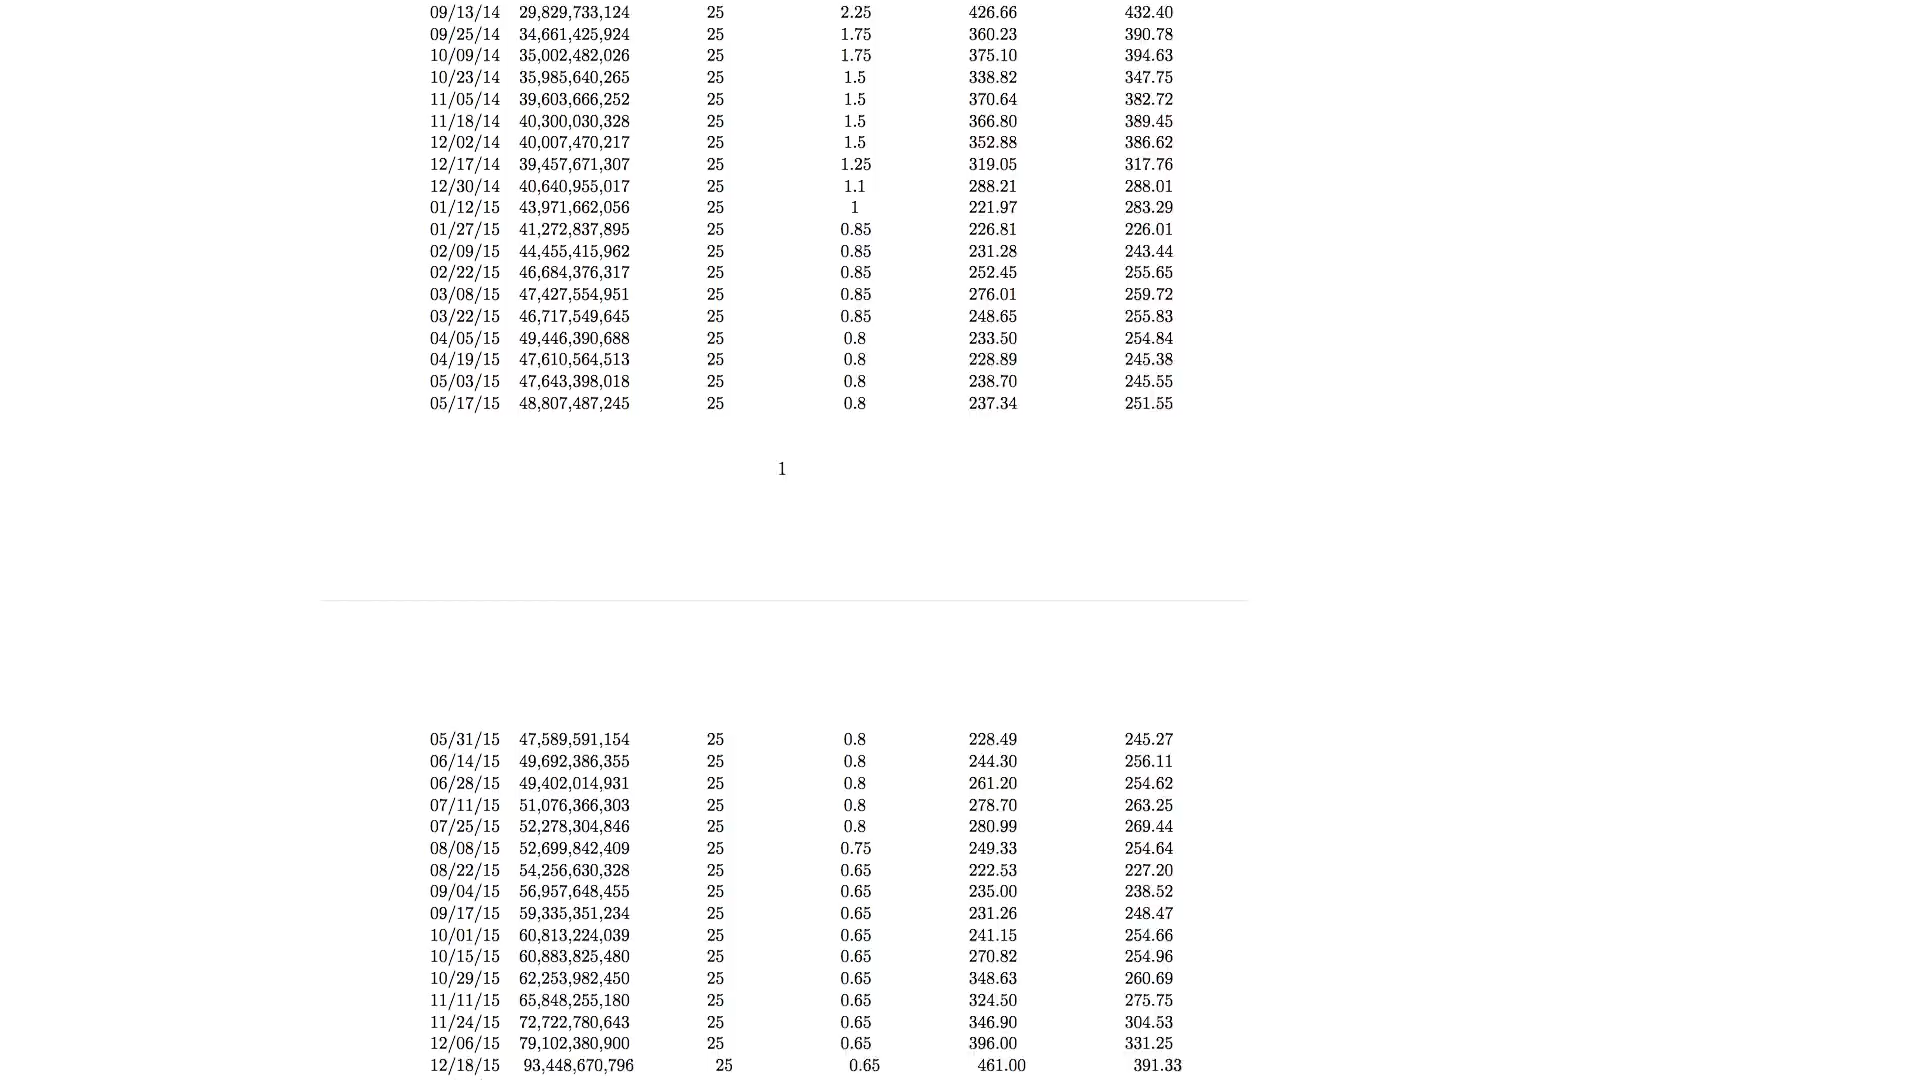 09/13/14 29,829,733,124 25 2.25 426.66 432.40
09/25/14 34,661,425,924 25 1.75 360.23 390.78
10/09/14 35,002,482,026 25 1.75 375.10 394.63
10/23/14 35,985,640,265 25 1.5 338.82 347.75
11/05/14 39,603,666,252 25 1.5 370.64 382.72
11/18/14 40,300,030,328 25 1.5 366.80 389.45
12/02/14 40,007,470,217 25 1.5 352.88 386.62
12/17/14 39,457,671,307 25 1.25 319.05 317.76
12/30/14 40,640,955,017 25 1.1 288.21 288.01
01/12/15 43,971,662,056 25 1 221.97 283.29
01/27/15 41,272,837,895 25 0.85 226.81 226.01
02/09/15 44,455,415,962 25 0.85 231.28 243.44
02/22/15 46,684,376,317 25 0.85 252.45 255.65
03/08/15 47,427,554,951 25 0.85 276.01 259.72
03/22/15 46,717,549,645 25 0.85 248.65 255.83
04/05/15 49,446,390,688 25 0.8 233.50 254.84
04/19/15 47,610,564,513 25 0.8 228.89 245.38
05/03/15 47,643,398,018 25 0.8 238.70 245.55
05/17/15 48,807,487,245 25 0.8 237.34 251.55
1
05/31/15 47,589,591,154 25 0.8 228.49 245.27
06/14/15 49,692,386,355 25 0.8 244.30 256.11
06/28/15 49,402,014,931 25 0.8 261.20 254.62
07/11/15 51,076,366,303 25 0.8 278.70 263.25
07/25/15 52,278,304,846 25 0.8 280.99 269.44
08/08/15 52,699,842,409 25 0.75 249.33 254.64
08/22/15 54,256,630,328 25 0.65 222.53 227.20
09/04/15 56,957,648,455 25 0.65 235.00 238.52
09/17/15 59,335,351,234 25 0.65 231.26 248.47
10/01/15 60,813,224,039 25 0.65 241.15 254.66
10/15/15 60,883,825,480 25 0.65 270.82 254.96
10/29/15 62,253,982,450 25 0.65 348.63 260.69
11/11/15 65,848,255,180 25 0.65 324.50 275.75
11/24/15 72,722,780,643 25 0.65 346.90 304.53
12/06/15 79,102,380,900 25 0.65 396.00 331.25
12/18/15 93,448,670,796 25 0.65 461.00 391.33